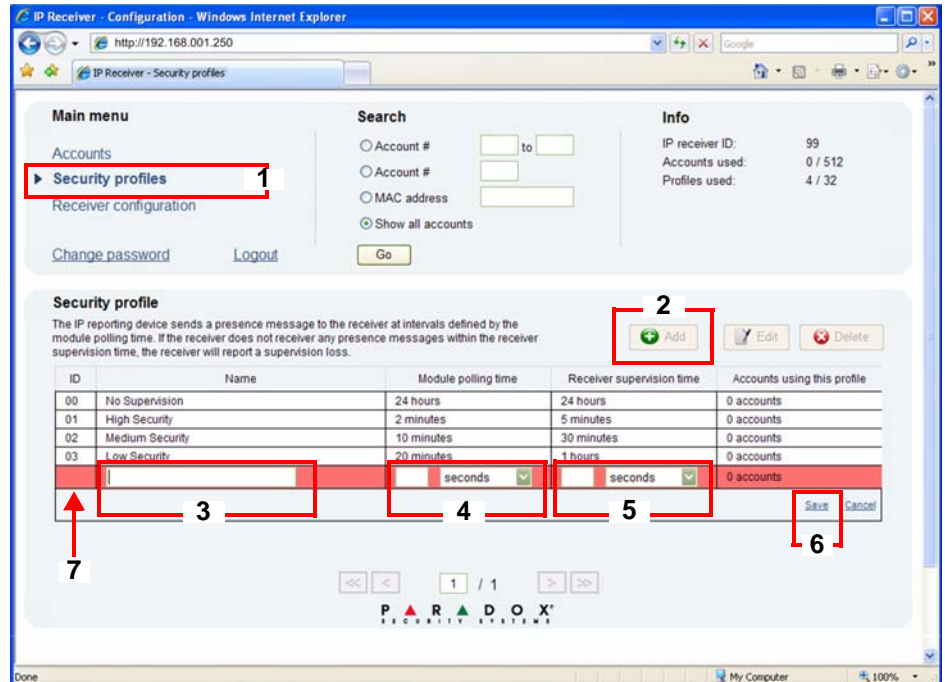 IP Receiver - Configuration - Windows Internet Explorer
http://192.168.001.250
Google
IP Receiver - Security profiles
Main menu
Accounts
Security profiles
1
Receiver configuration
Change password
Logout
Search
Account # to
Account #
MAC address
Show all accounts
Go
Info
IP receiver ID: 99
Accounts used: 0 / 512
Profiles used: 4 / 32
Security profile
The IP reporting device sends a presence message to the receiver at intervals defined by the
module polling time. If the receiver does not receiver any presence messages within the receiver
supervision time, the receiver will report a supervision loss.
2
Add
Edit
Delete
ID Name Module polling time Receiver supervision time Accounts using this profile
00 No Supervision 24 hours 24 hours 0 accounts
01 High Security 2 minutes 5 minutes 0 accounts
02 Medium Security 10 minutes 30 minutes 0 accounts
03 Low Security 20 minutes 1 hours 0 accounts
seconds seconds 0 accounts
3
4
5
Save Cancel
6
7
<< < 1 / 1 > >>
PARADOX
SECURITY SYSTEMS
Done
My Computer
100%